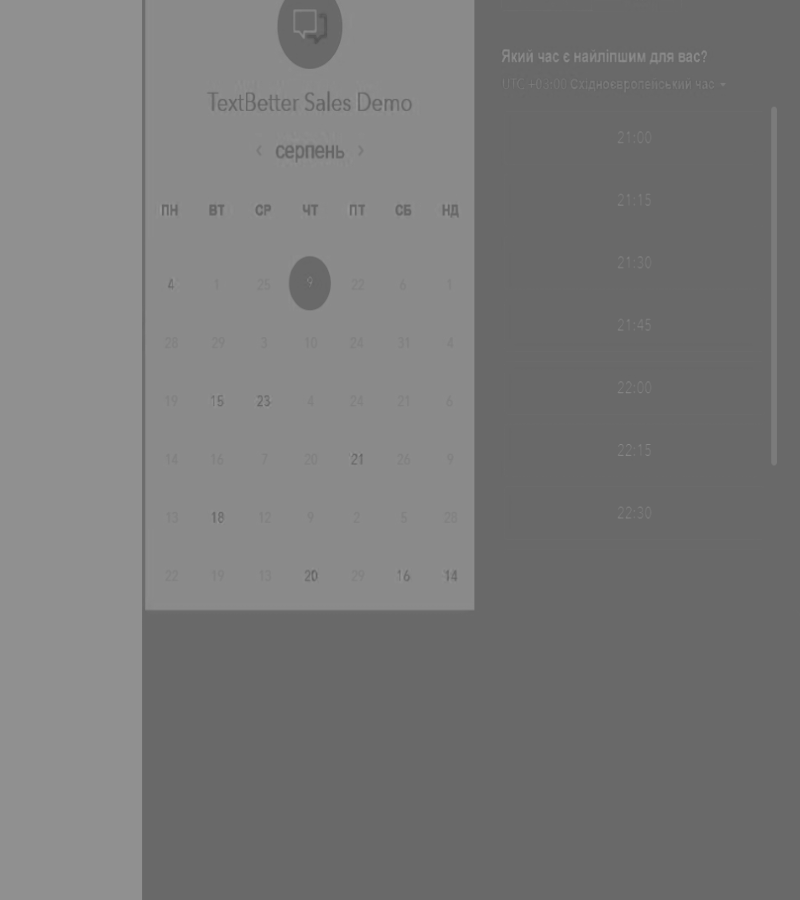 TextBetter Sales Demo
‹ серпень ›
ПН ВТ СР ЧТ ПТ СБ НД
4 1 25 9 22 6 1
28 29 3 10 24 31 4
19 15 23 4 24 21 6
14 16 7 20 21 26 9
13 18 12 9 2 5 28
22 19 13 20 29 16 14
Який час є найліпшим для вас?
UTC +03:00 Східноєвропейський час
21:00
21:15
21:30
21:45
22:00
22:15
22:30